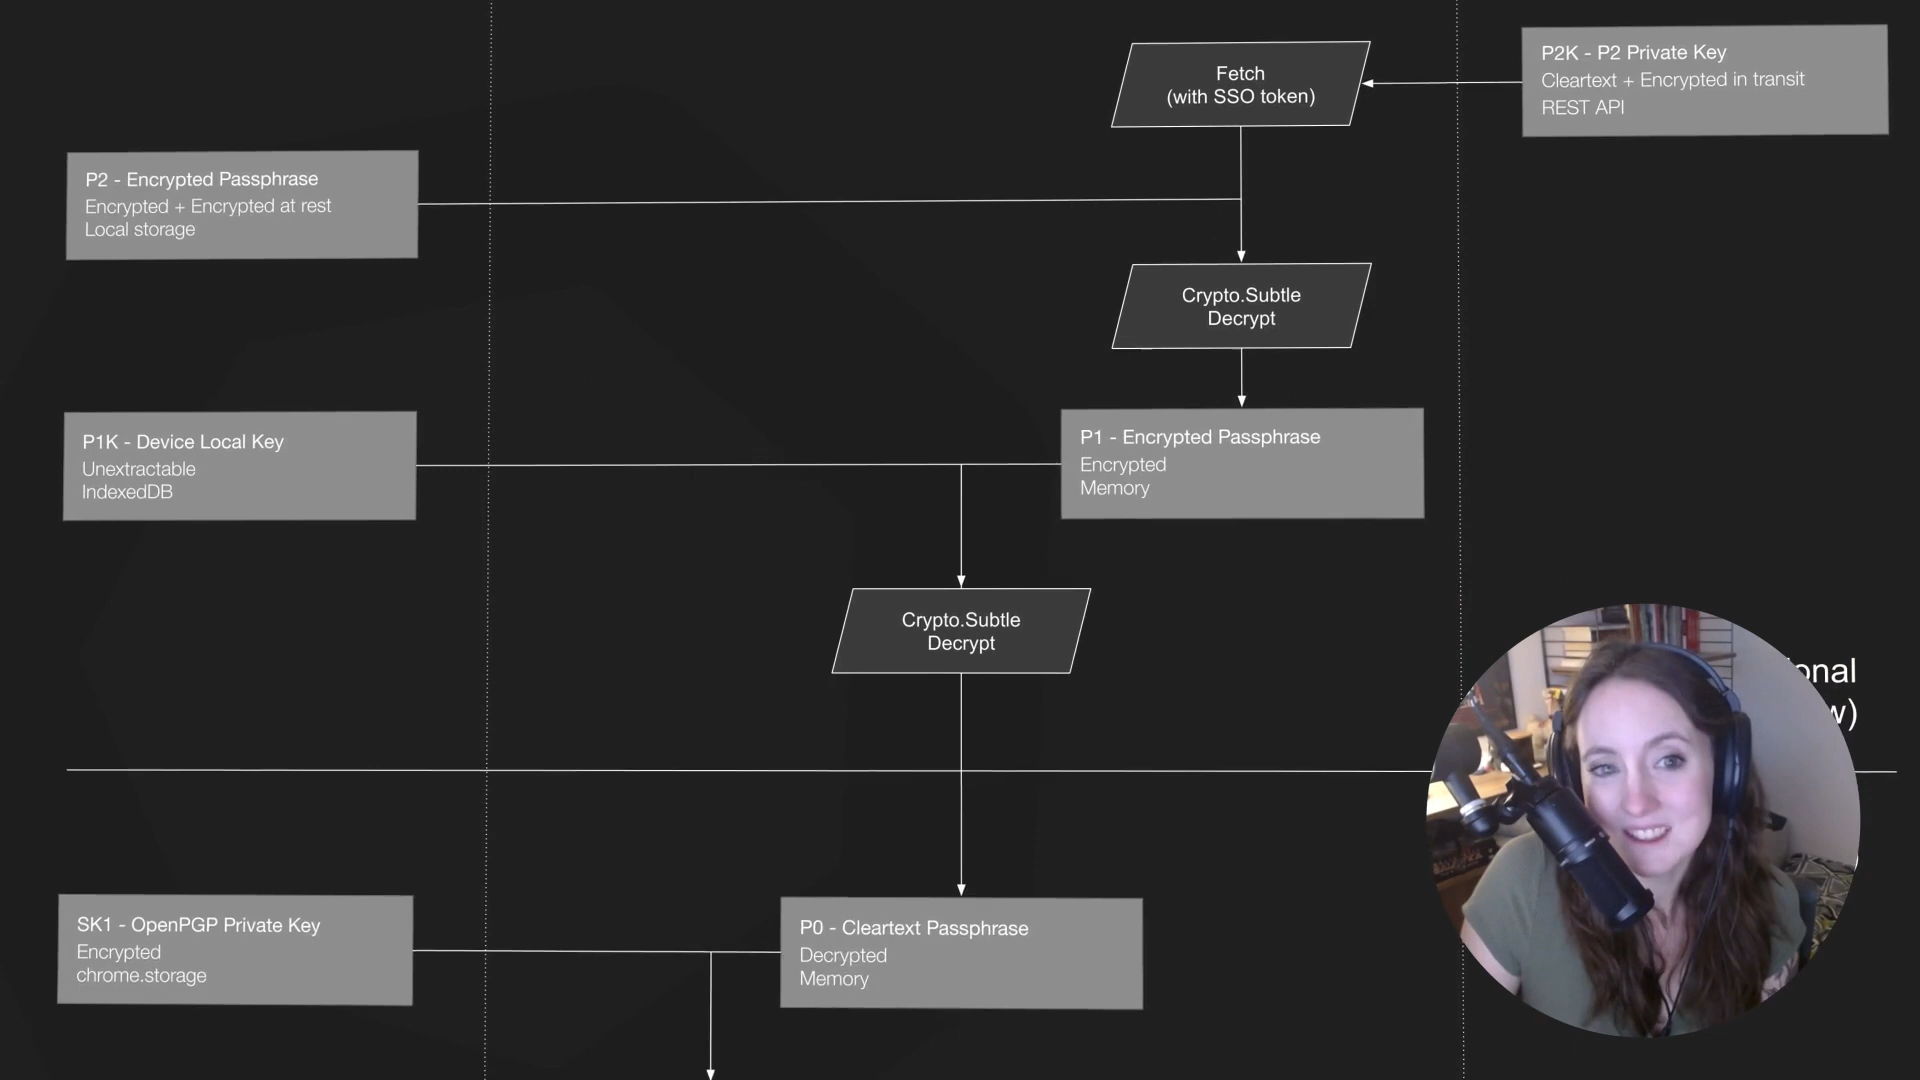 Fetch
(with SSO token)
P2K - P2 Private Key
Cleartext + Encrypted in transit
REST API
P2 - Encrypted Passphrase
Encrypted + Encrypted at rest
Local storage
Crypto.Subtle
Decrypt
P1K - Device Local Key
Unextractable
IndexedDB
P1 - Encrypted Passphrase
Encrypted
Memory
Crypto.Subtle
Decrypt
SK1 - OpenPGP Private Key
Encrypted
chrome.storage
P0 - Cleartext Passphrase
Decrypted
Memory